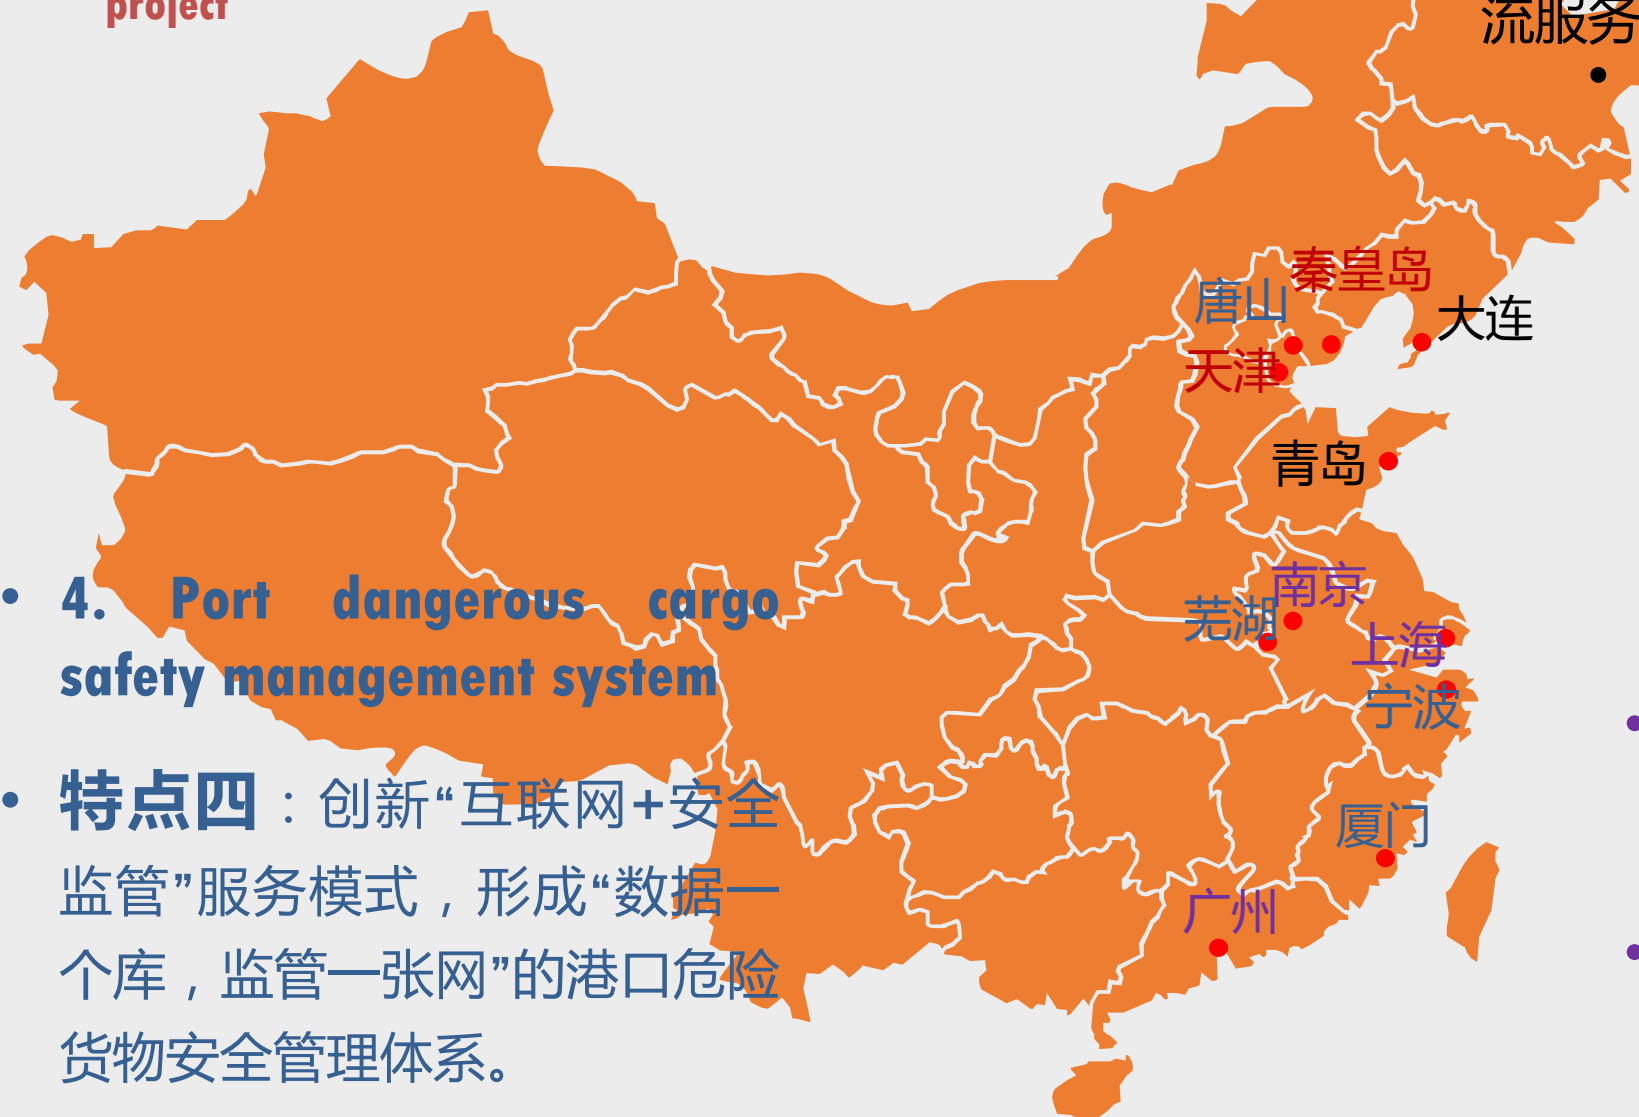 project
流服务
秦皇岛
唐山
大连
天津
青岛
南京
芜湖
上海
宁波
厦门
广州
• 4. Port dangerous cargo
safety management system
• 特点四：创新“互联网+安全
监管”服务模式，形成“数据一
个库，监管一张网”的港口危险
货物安全管理体系。